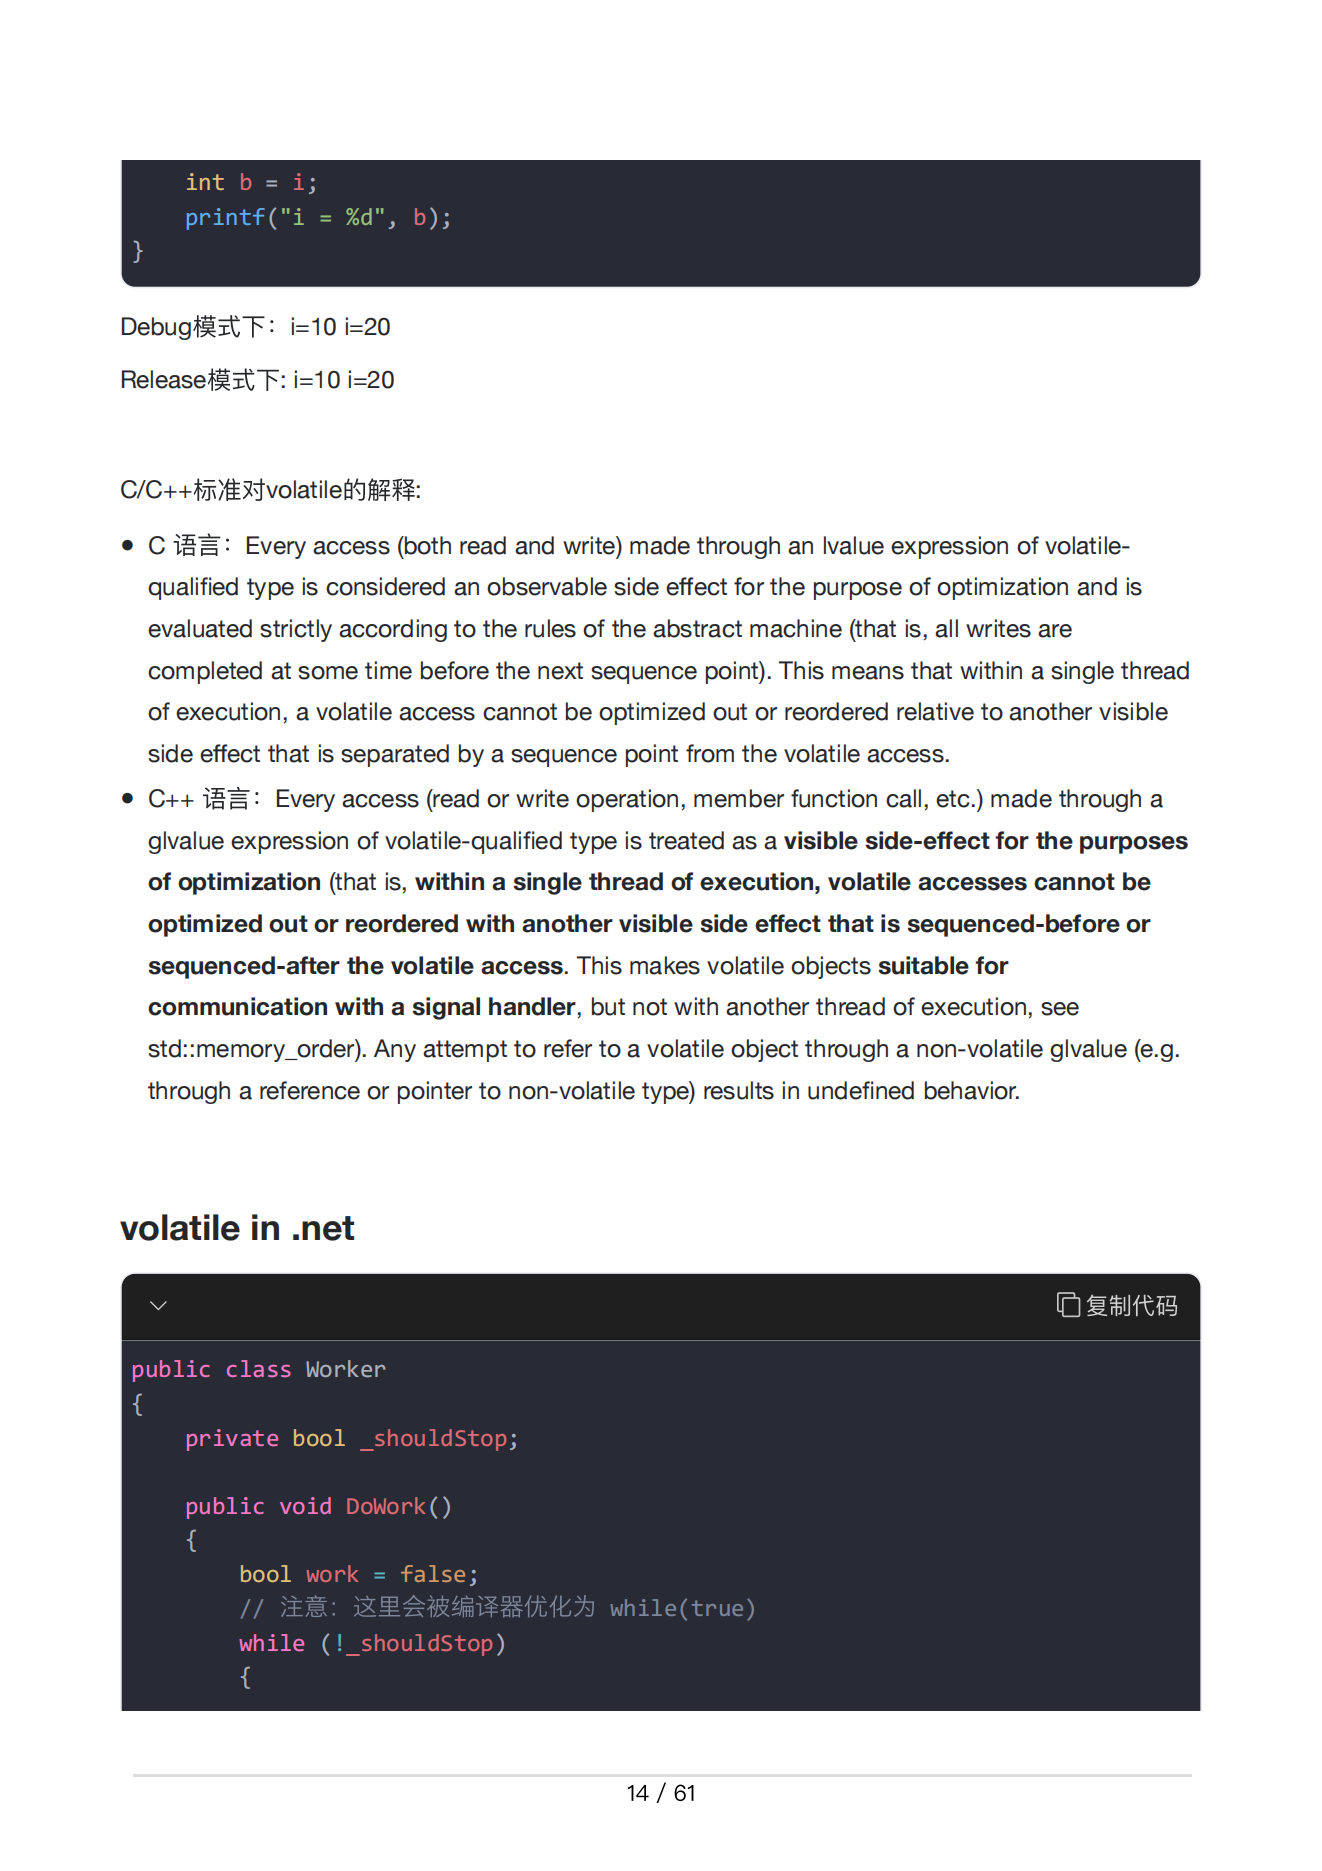 int b = i;
    printf("i = %d", b);
}
Debug模式下：i=10 i=20
Release模式下: i=10 i=20
C/C++标准对volatile的解释:
● C 语言：Every access (both read and write) made through an lvalue expression of volatile-
qualified type is considered an observable side effect for the purpose of optimization and is
evaluated strictly according to the rules of the abstract machine (that is, all writes are
completed at some time before the next sequence point). This means that within a single thread
of execution, a volatile access cannot be optimized out or reordered relative to another visible
side effect that is separated by a sequence point from the volatile access.
● C++ 语言：Every access (read or write operation, member function call, etc.) made through a
glvalue expression of volatile-qualified type is treated as a visible side-effect for the purposes
of optimization (that is, within a single thread of execution, volatile accesses cannot be
optimized out or reordered with another visible side effect that is sequenced-before or
sequenced-after the volatile access. This makes volatile objects suitable for
communication with a signal handler, but not with another thread of execution, see
std::memory_order). Any attempt to refer to a volatile object through a non-volatile glvalue (e.g.
through a reference or pointer to non-volatile type) results in undefined behavior.
volatile in .net
复制代码
public class Worker
{
    private bool _shouldStop;
    public void DoWork()
    {
        bool work = false;
        // 注意：这里会被编译器优化为 while(true)
        while (!_shouldStop)
        {
14 / 61